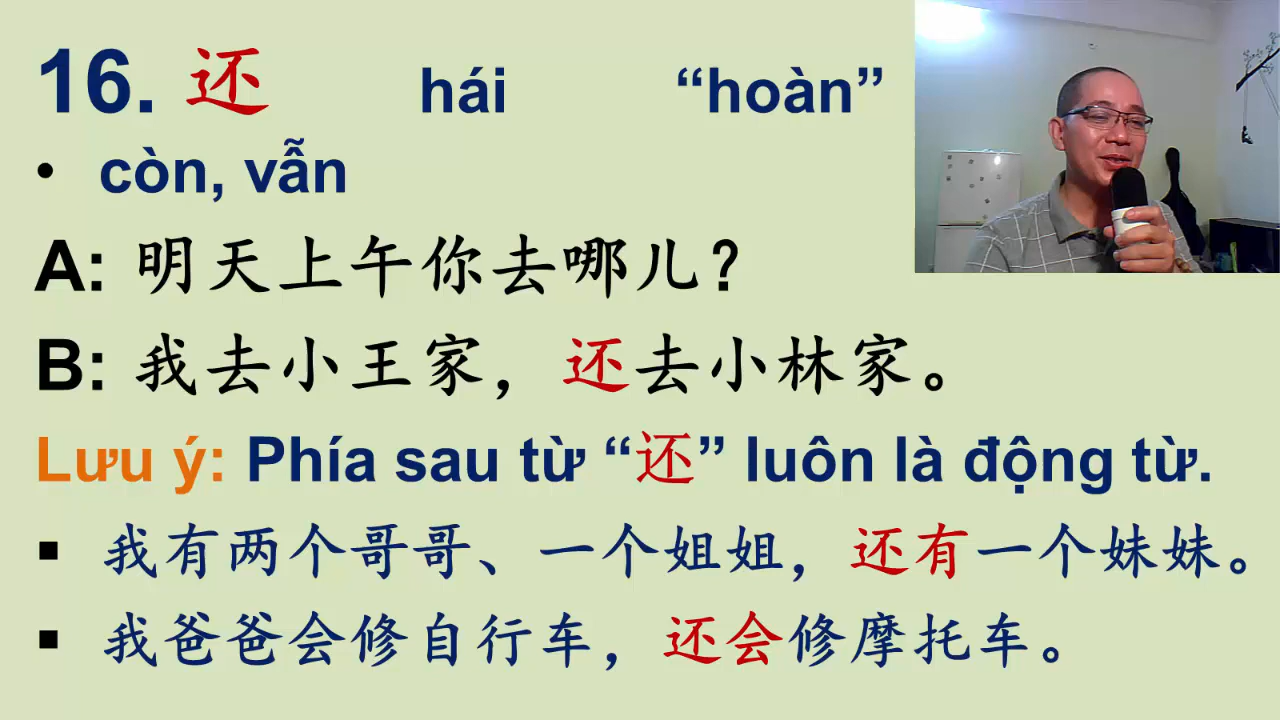 16. 还 hái “hoàn”
• còn, vẫn
A: 明天上午你去哪儿?
B: 我去小王家，还去小林家。
Lưu ý: Phía sau từ “还” luôn là động từ.
▪ 我有两个哥哥、一个姐姐，还有一个妹妹。
▪ 我爸爸会修自行车，还会修摩托车。